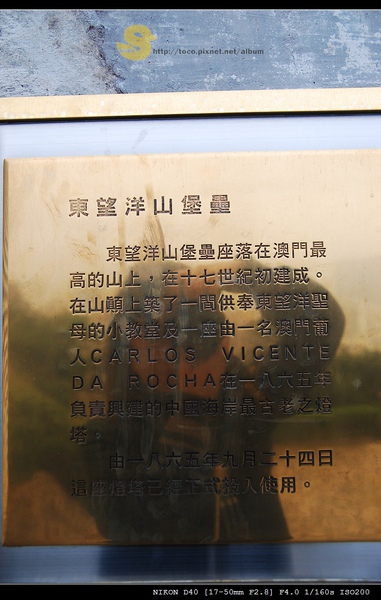 S
http://toco.pixnet.net/album
東望洋山堡壘
東望洋山堡壘座落在澳門最
高的山上，在十七世紀初建成。
在山顛上築了一間供奉東望洋聖
母的小教堂及一座由一名澳門葡
人CARLOS VICENTE
DA ROCHA在一八六五年
負責興建的中國海岸最古老之燈
塔。
由一八六五年九月二十四日
這座燈塔已經正式投入使用。
NIKON D40 [17-50mm F2.8] F4.0 1/160s ISO200